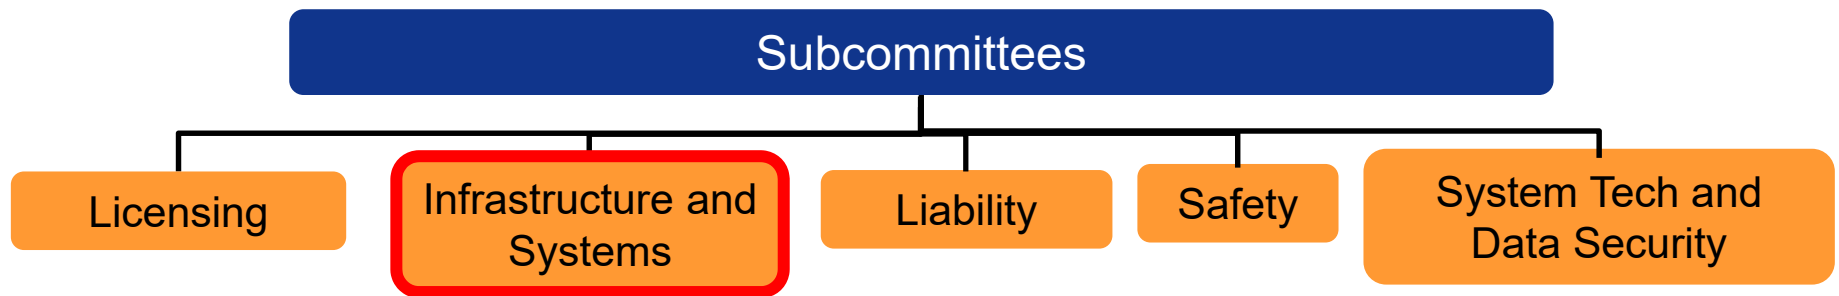 Subcommittees
Licensing
Infrastructure and
Systems
Liability
Safety
System Tech and
Data Security